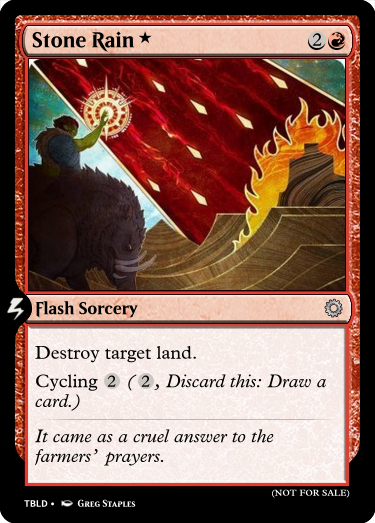 Stone Rain ★ 2
Flash Sorcery
Destroy target land.
Cycling 2 ( 2, Discard this: Draw a
card.)
It came as a cruel answer to the
farmers’ prayers.
(NOT FOR SALE)
TBLD • Greg Staples